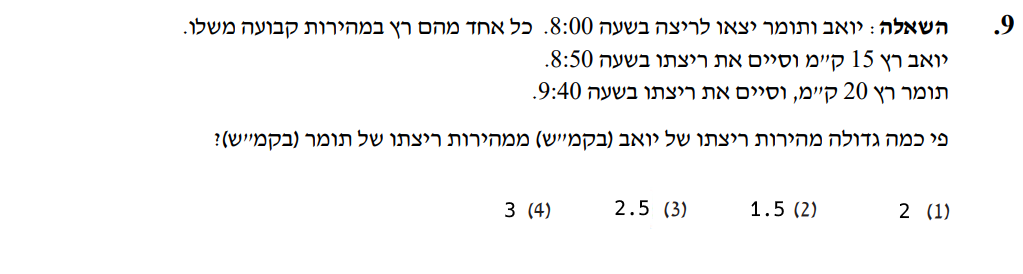 9. השאלה : יואב ותומר יצאו לריצה בשעה 8:00. כל אחד מהם רץ במהירות קבועה משלו.
יואב רץ 15 ק״מ וסיים את ריצתו בשעה 8:50.
תומר רץ 20 ק״מ, וסיים את ריצתו בשעה 9:40.
פי כמה גדולה מהירות ריצתו של יואב (בקמ״ש) ממהירות ריצתו של תומר (בקמ״ש)?
(1) 2 (2) 1.5 (3) 2.5 (4) 3